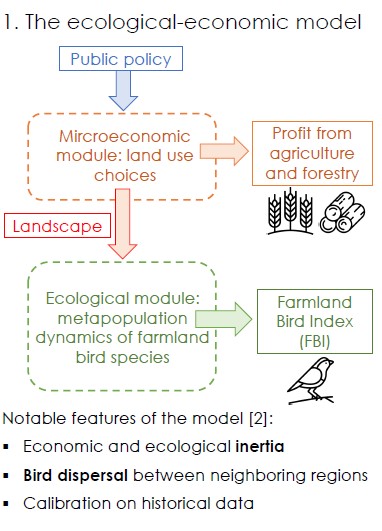 1. The ecological-economic model
Public policy
Mircroeconomic
module: land use
choices
Profit from
agriculture
and forestry
Landscape
Ecological module:
metapopulation
dynamics of farmland
bird species
Farmland
Bird Index
(FBI)
Notable features of the model [2]:
▪ Economic and ecological inertia
▪ Bird dispersal between neighboring regions
▪ Calibration on historical data